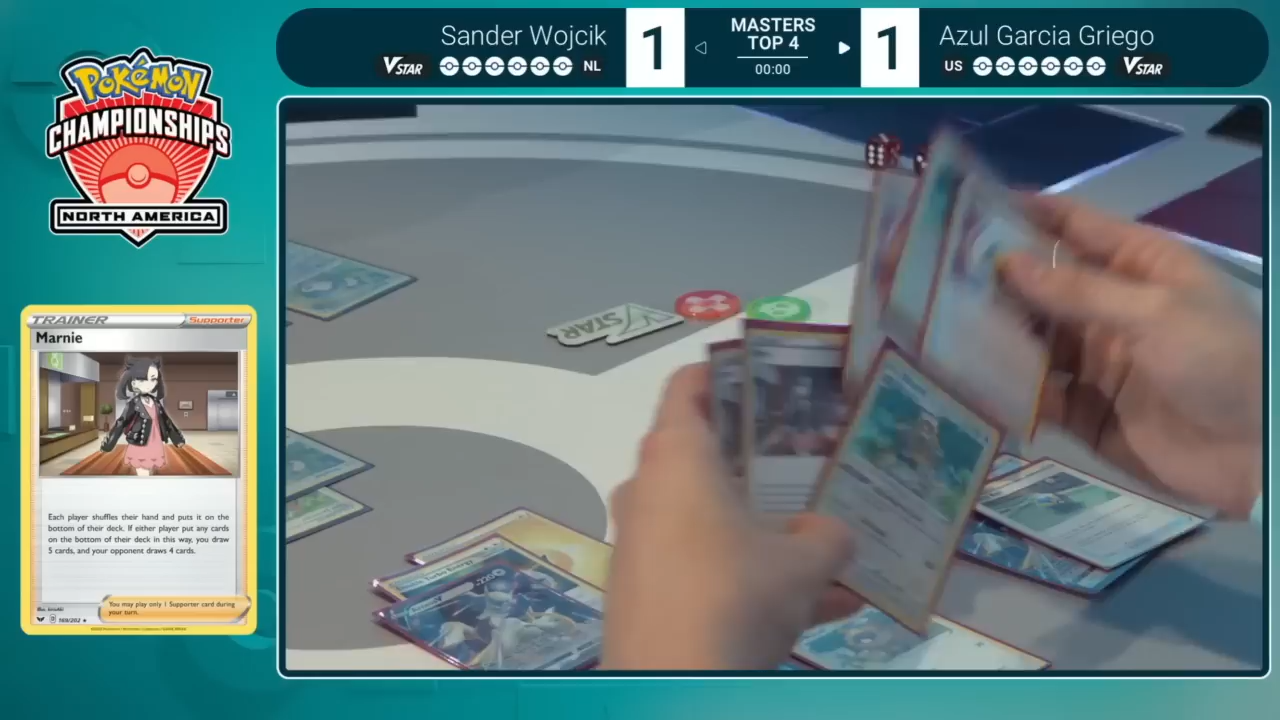 Sander Wojcik
VSTAR
NL
1
MASTERS
TOP 4
00:00
1
Azul Garcia Griego
US
VSTAR
Pokémon
CHAMPIONSHIPS
NORTH AMERICA
TRAINER
Supporter
Marnie
Each player shuffles their hand and puts it on the
bottom of their deck. If either player put any cards
on the bottom of their deck in this way, you draw
5 cards, and your opponent draws 4 cards.
You may play only 1 Supporter card during
your turn.
169/202
VSTAR